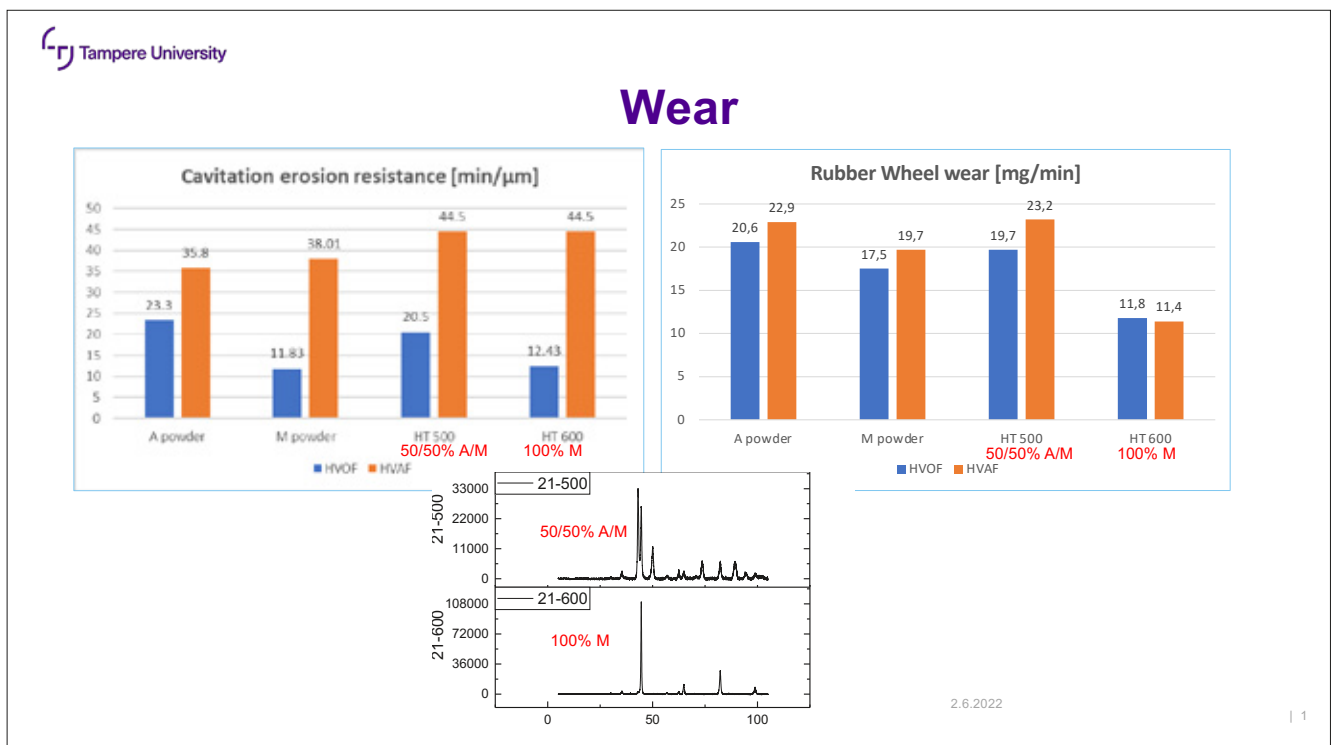 Tampere University
Wear
Cavitation erosion resistance [min/μm]
50
45
40
35
30
25
20
15
10
5
0
23.3
35.8
11.83
38.01
20.5
44.5
12.43
44.5
A powder
M powder
HT 500
HT 600
50/50% A/M
100% M
HVOF
HVAF
Rubber Wheel wear [mg/min]
25
20
15
10
5
0
20,6
22,9
17,5
19,7
19,7
23,2
11,8
11,4
A powder
M powder
HT 500
HT 600
50/50% A/M
100% M
HVOF
HVAF
21-500
33000
22000
11000
0
21-500
50/50% A/M
21-600
108000
72000
36000
0
21-600
100% M
0
50
100
2.6.2022
| 1